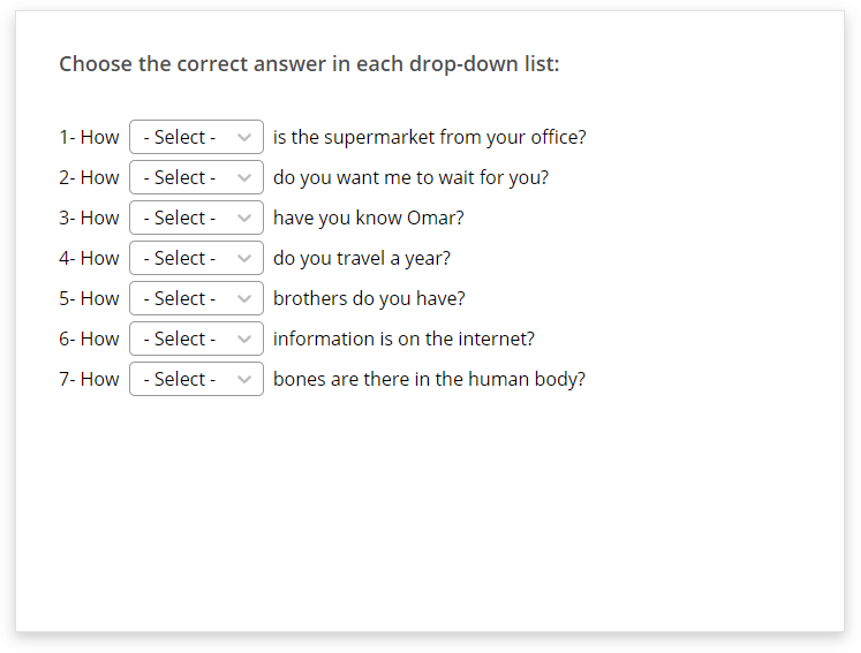 Choose the correct answer in each drop-down list:
1- How - Select - is the supermarket from your office?
2- How - Select - do you want me to wait for you?
3- How - Select - have you know Omar?
4- How - Select - do you travel a year?
5- How - Select - brothers do you have?
6- How - Select - information is on the internet?
7- How - Select - bones are there in the human body?